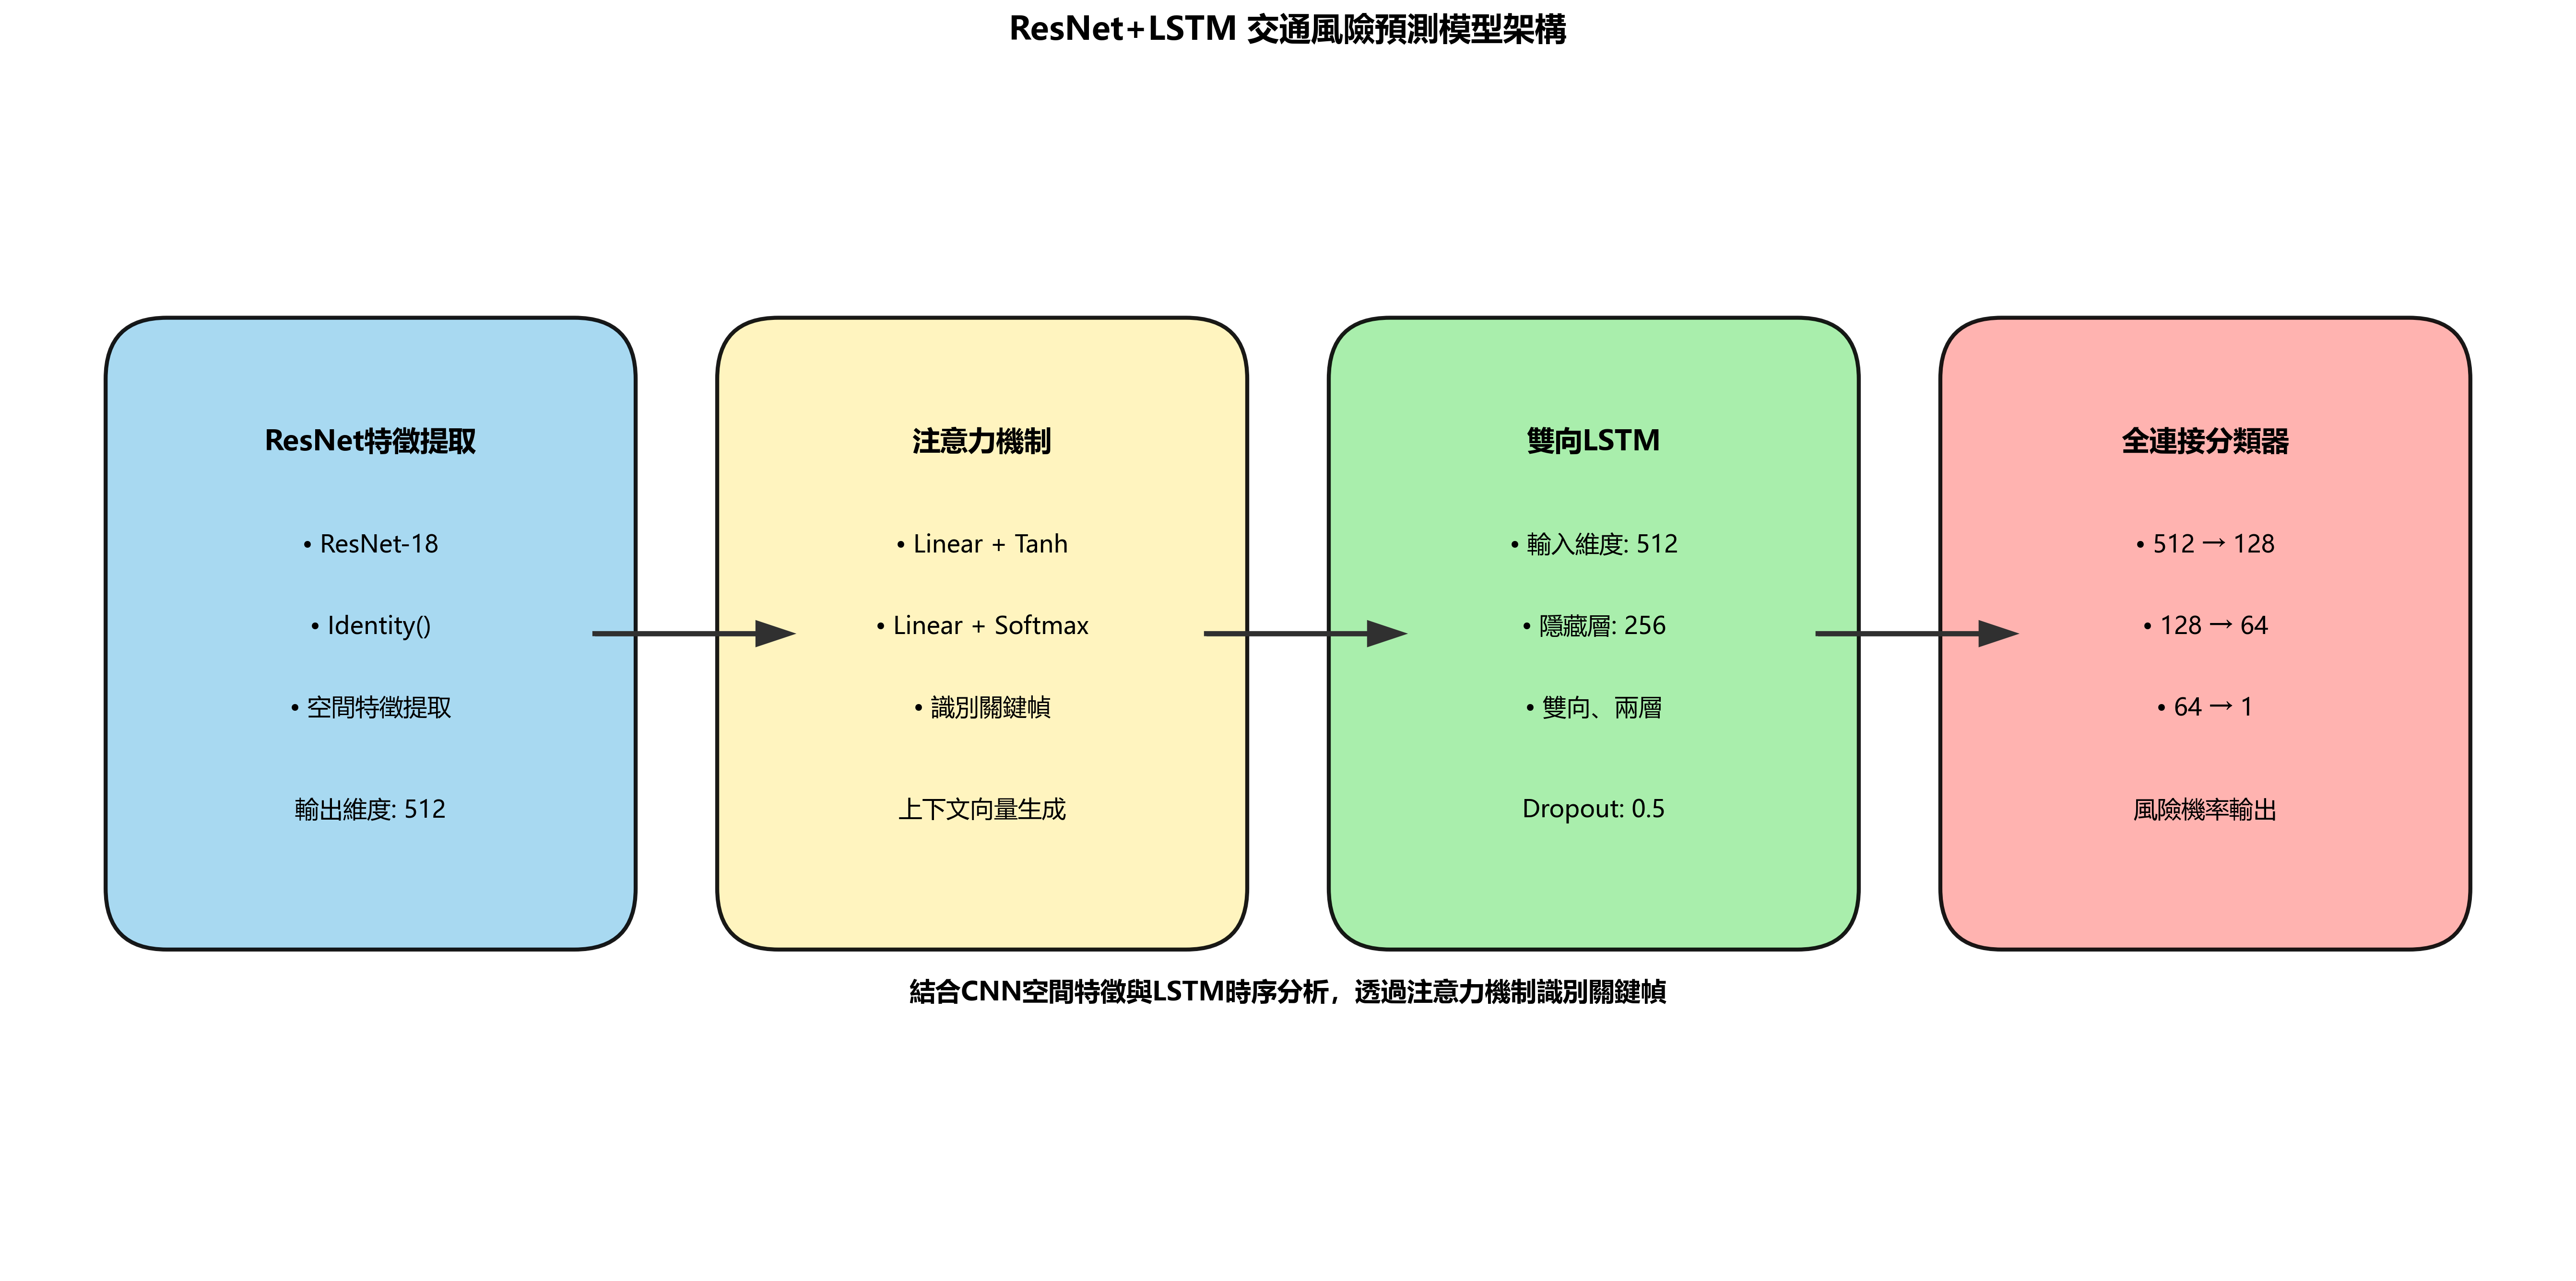 ResNet+LSTM 交通風險預測模型架構
ResNet特徵提取
• ResNet-18
• Identity()
• 空間特徵提取
輸出維度: 512
注意力機制
• Linear + Tanh
• Linear + Softmax
• 識別關鍵幀
上下文向量生成
雙向LSTM
• 輸入維度: 512
• 隱藏層: 256
• 雙向、兩層
Dropout: 0.5
全連接分類器
• 512 → 128
• 128 → 64
• 64 → 1
風險機率輸出
結合CNN空間特徵與LSTM時序分析，透過注意力機制識別關鍵幀